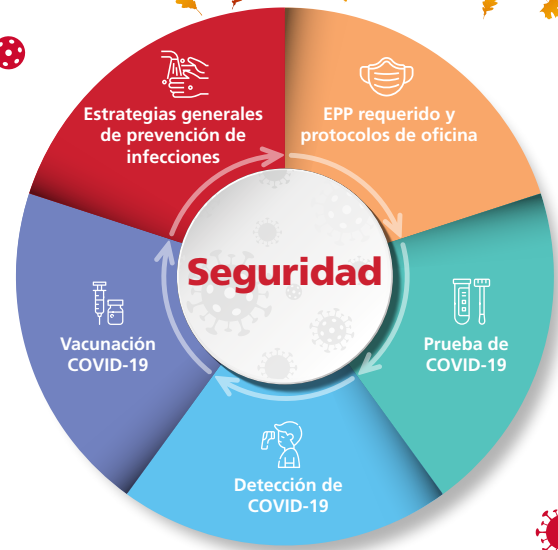 Estrategias generales
de prevención de
infecciones
EPP requerido y
protocolos de oficina
Seguridad
Vacunación
COVID-19
Prueba de
COVID-19
Detección de
COVID-19